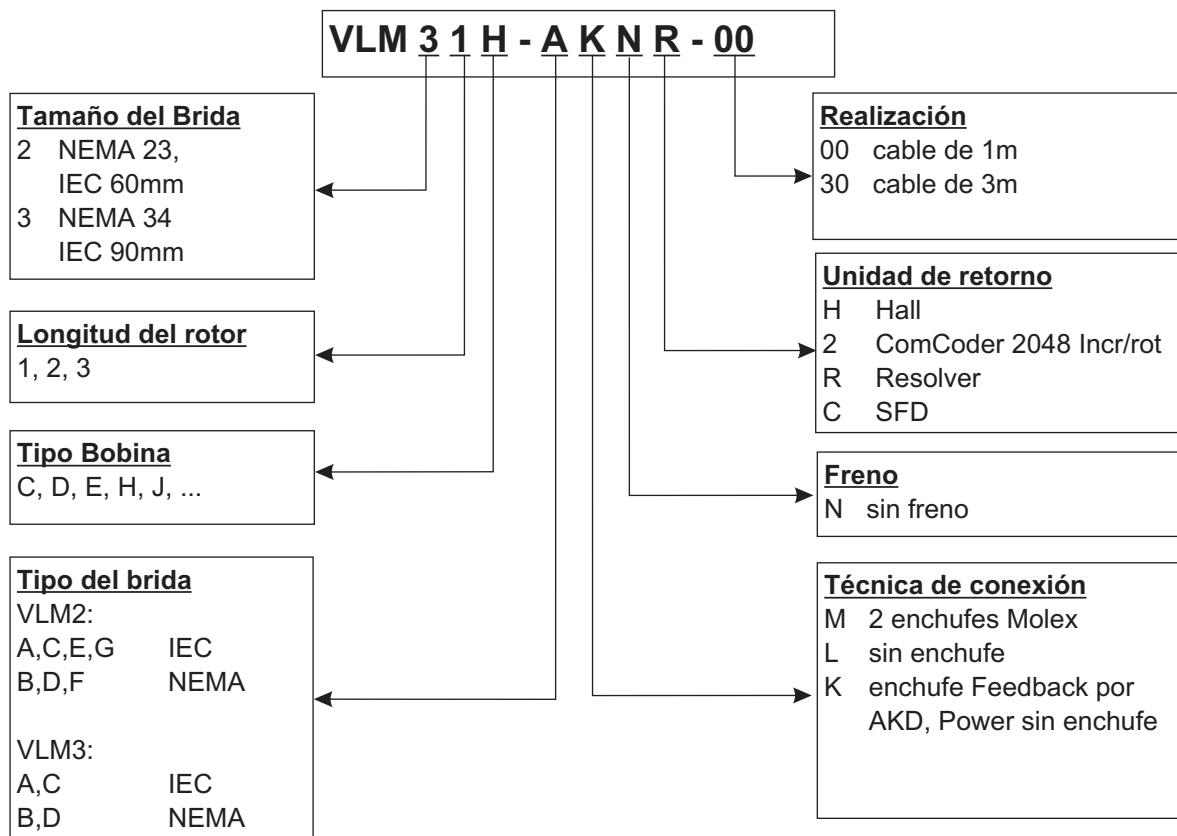 VLM 3 1 H - A K N R - 00
Tamaño del Brida
2 NEMA 23,
IEC 60mm
3 NEMA 34
IEC 90mm
Longitud del rotor
1, 2, 3
Tipo Bobina
C, D, E, H, J, ...
Tipo del brida
VLM2:
A,C,E,G IEC
B,D,F NEMA
VLM3:
A,C IEC
B,D NEMA
Realización
00 cable de 1m
30 cable de 3m
Unidad de retorno
H Hall
2 ComCoder 2048 Incr/rot
R Resolver
C SFD
Freno
N sin freno
Técnica de conexión
M 2 enchufes Molex
L sin enchufe
K enchufe Feedback por
AKD, Power sin enchufe